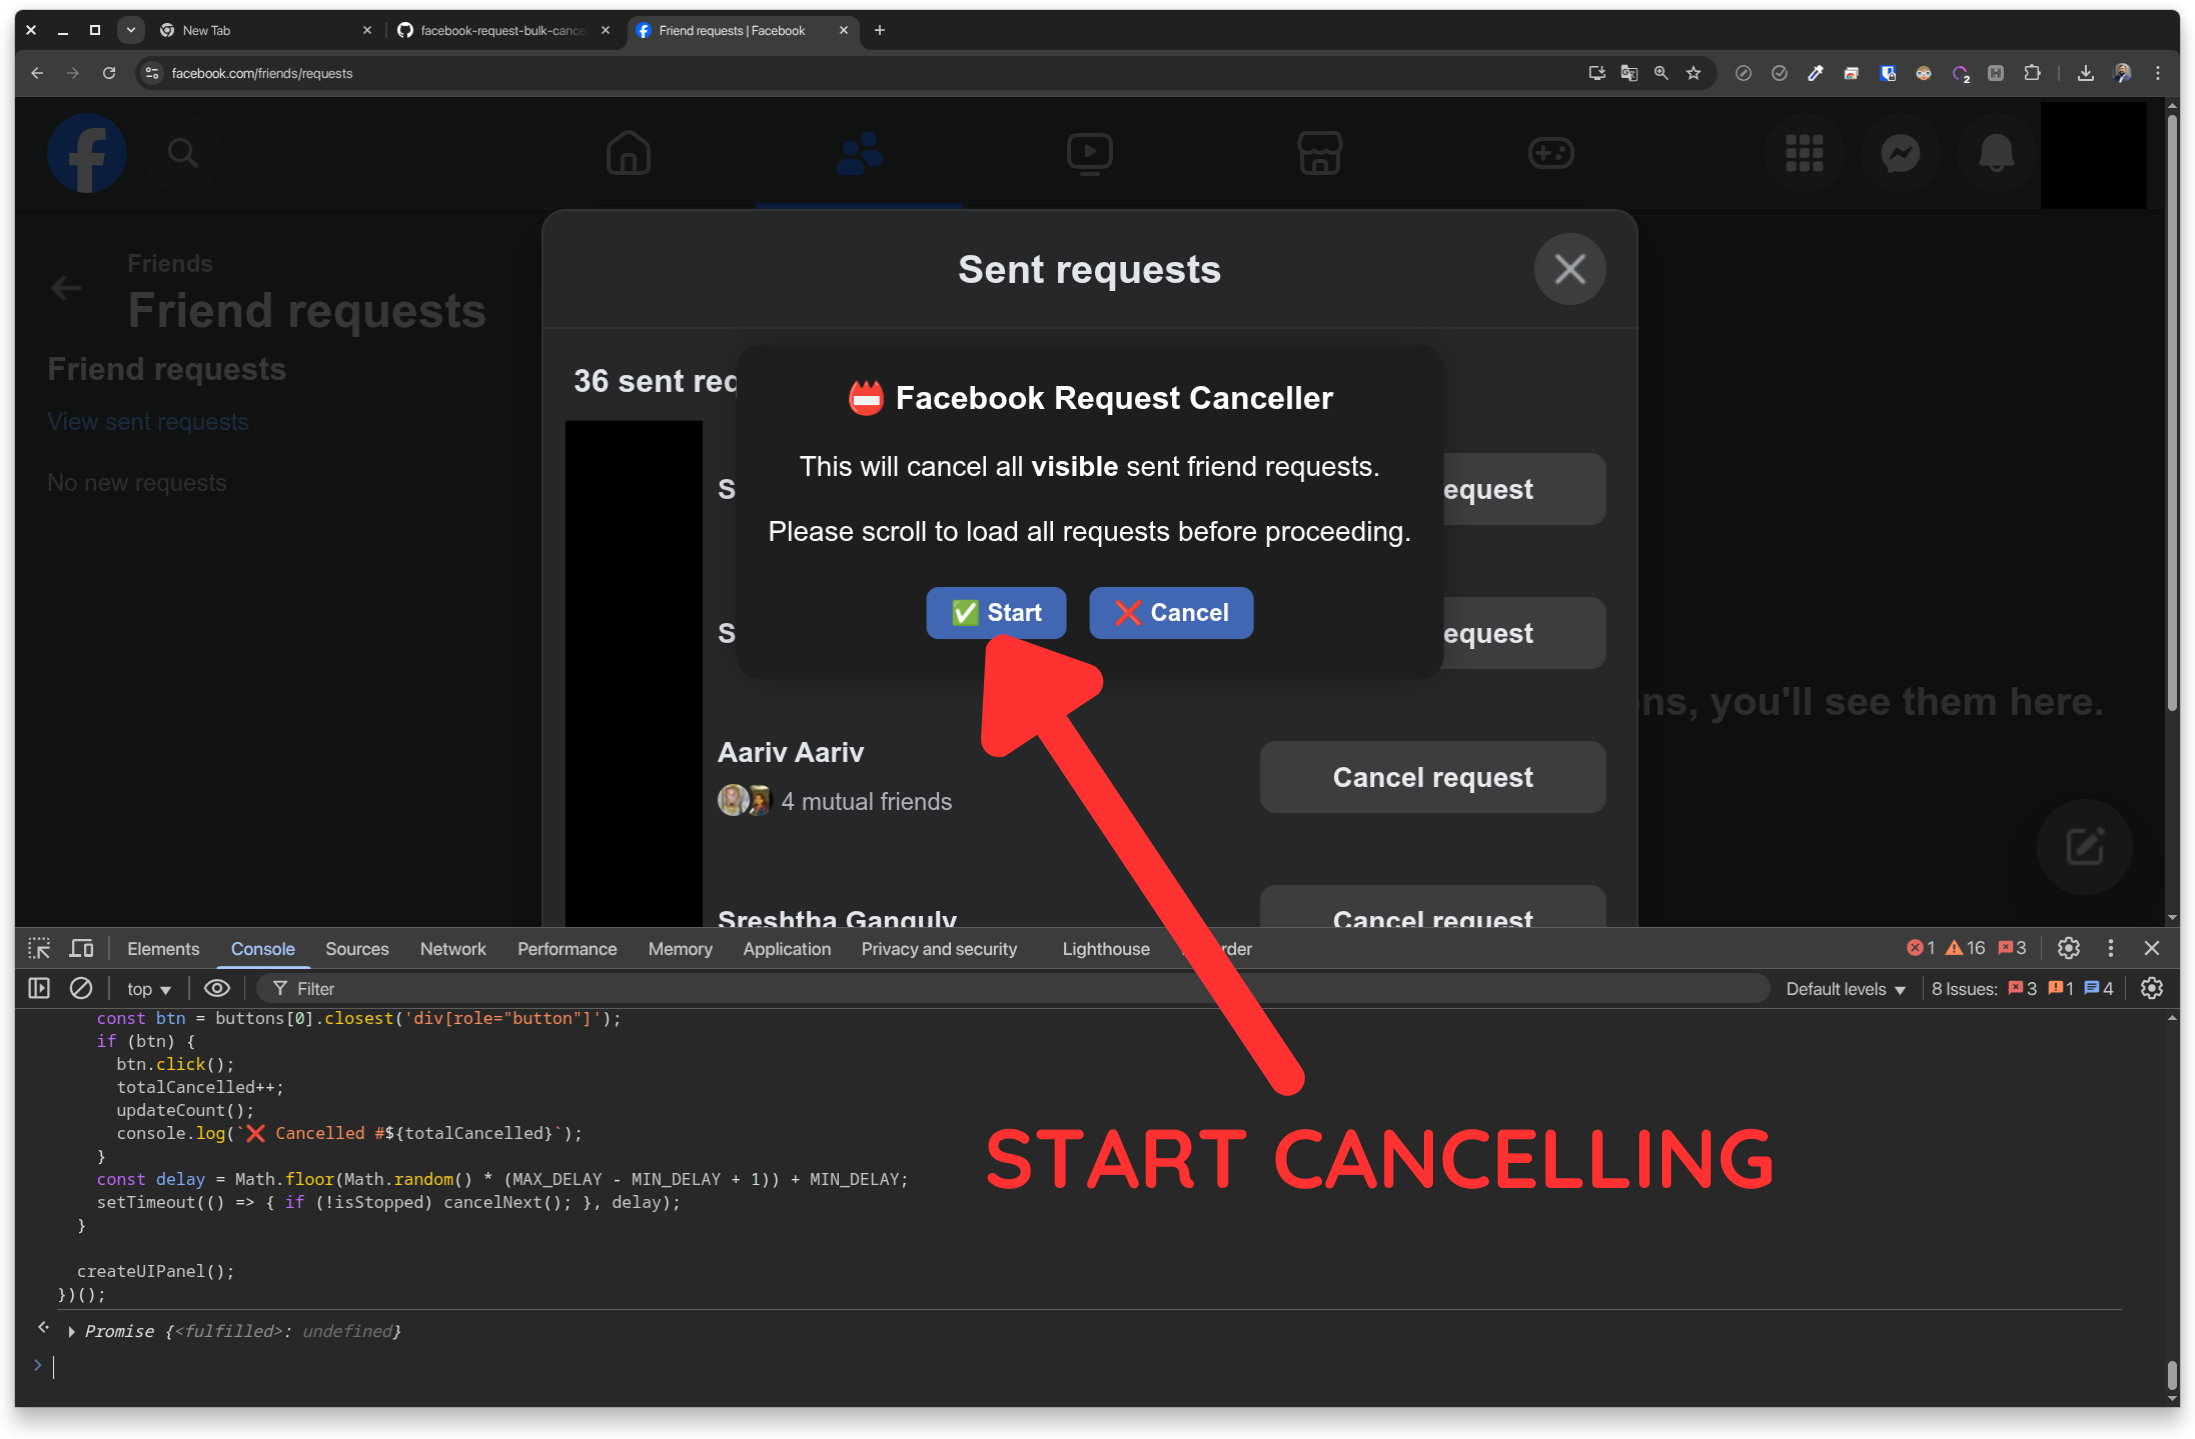 New Tab
facebook-request-bulk-cance
Friend requests | Facebook
facebook.com/friends/requests
2
Friends
Friend requests
Friend requests
View sent requests
No new requests
Sent requests
36 sent req
📛 Facebook Request Canceller
This will cancel all visible sent friend requests.
Please scroll to load all requests before proceeding.
✅ Start
❌ Cancel
S
equest
S
equest
ons, you'll see them here.
Aariv Aariv
4 mutual friends
Cancel request
Sreshtha Ganguly
Cancel request
Elements Console Sources Network Performance Memory Application Privacy and security Lighthouse rder
1 16 3
top
Filter
Default levels
8 Issues: 3 1 4
const btn = buttons[0].closest('div[role="button"]');
if (btn) {
btn.click();
totalCancelled++;
updateCount();
console.log(`❌ Cancelled #${totalCancelled}`);
}
const delay = Math.floor(Math.random() * (MAX_DELAY - MIN_DELAY + 1)) + MIN_DELAY;
setTimeout(() => { if (!isStopped) cancelNext(); }, delay);
}
createUIPanel();
})();
Promise {<fulfilled>: undefined}
START CANCELLING